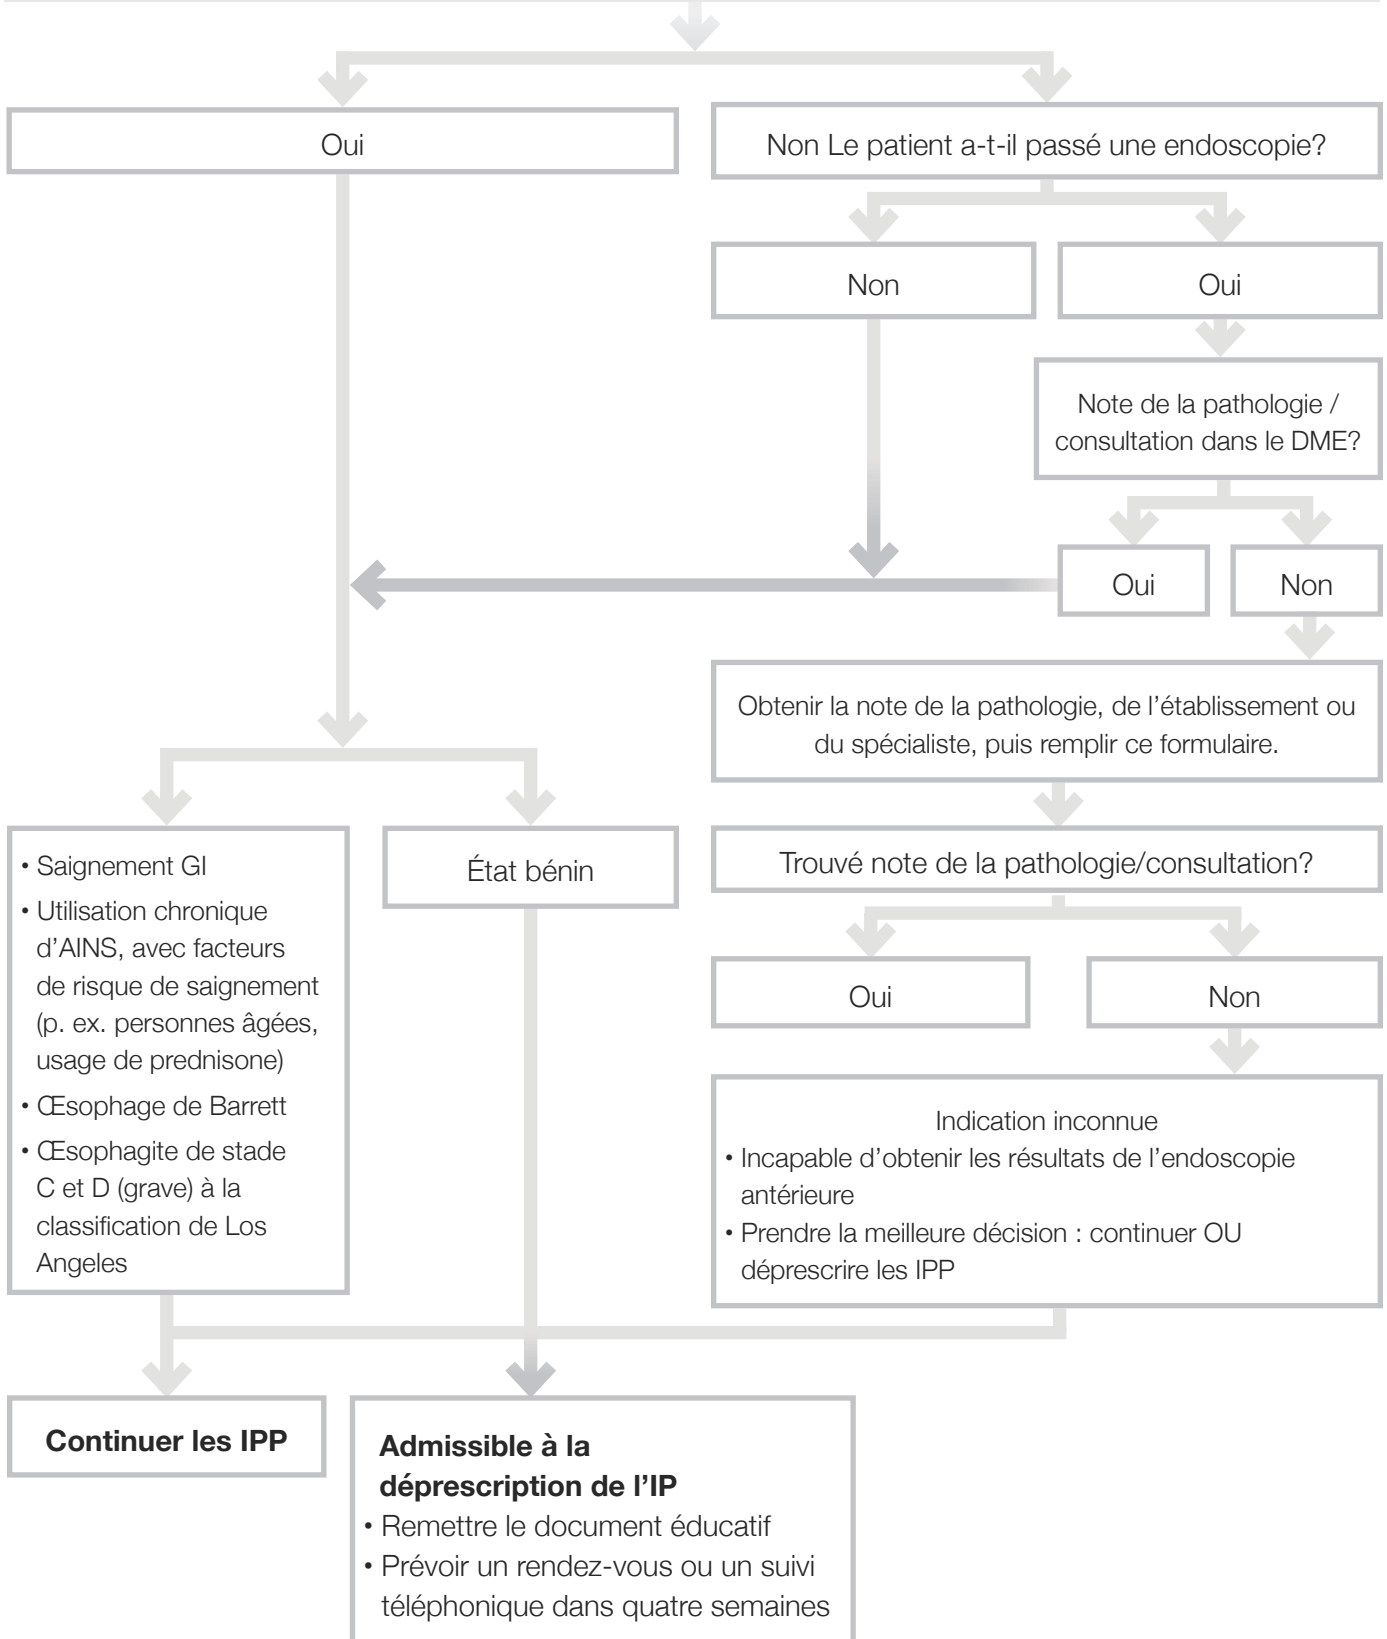 Oui
Non Le patient a-t-il passé une endoscopie?
Non
Oui
Note de la pathologie /
consultation dans le DME?
Oui
Non
Obtenir la note de la pathologie, de l’établissement ou
du spécialiste, puis remplir ce formulaire.
• Saignement GI
• Utilisation chronique
d’AINS, avec facteurs
de risque de saignement
(p. ex. personnes âgées,
usage de prednisone)
• Œsophage de Barrett
• Œsophagite de stade
C et D (grave) à la
classification de Los
Angeles
État bénin
Trouvé note de la pathologie/consultation?
Oui
Non
Indication inconnue
• Incapable d’obtenir les résultats de l’endoscopie
antérieure
• Prendre la meilleure décision : continuer OU
déprescrire les IPP
Continuer les IPP
Admissible à la
déprescription de l’IP
• Remettre le document éducatif
• Prévoir un rendez-vous ou un suivi
téléphonique dans quatre semaines